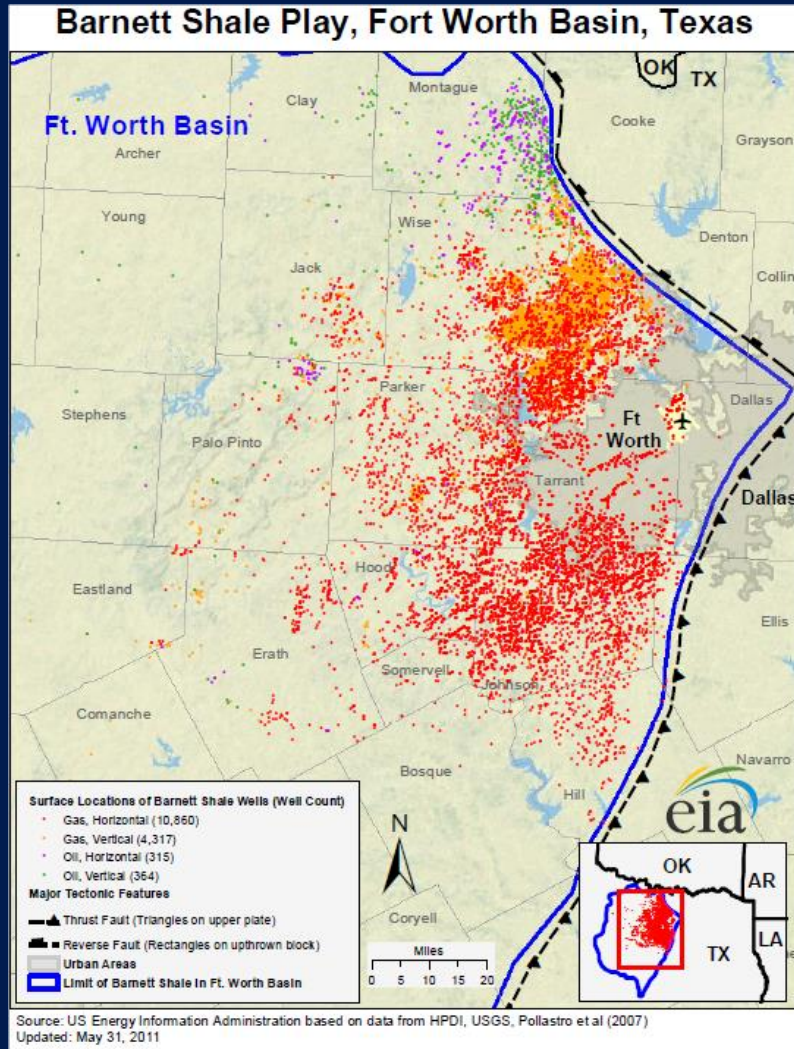 Barnett Shale Play, Fort Worth Basin, Texas
OK
TX
Montague
Clay
Cooke
Ft. Worth Basin
Grayson
Archer
Young
Wise
Denton
Jack
Collin
Parker
Dallas
Stephens
Ft
Worth
Palo Pinto
Tarrant
Dallas
Hood
Eastland
Ellis
Erath
Somervell
Johnson
Comanche
Navarro
Bosque
Hill
eia
Surface Locations of Barnett Shale Wells (Well Count)
Gas, Horizontal (10,860)
Gas, Vertical (4,317)
Oil, Horizontal (315)
Oil, Vertical (364)
Major Tectonic Features
Thrust Fault (Triangles on upper plate)
Reverse Fault (Rectangles on upthrown block)
Urban Areas
Limit of Barnett Shale in Ft. Worth Basin
N
Coryell
Miles
0 5 10 15 20
OK
AR
TX
LA
Source: US Energy Information Administration based on data from HPDI, USGS, Pollastro et al (2007)
Updated: May 31, 2011